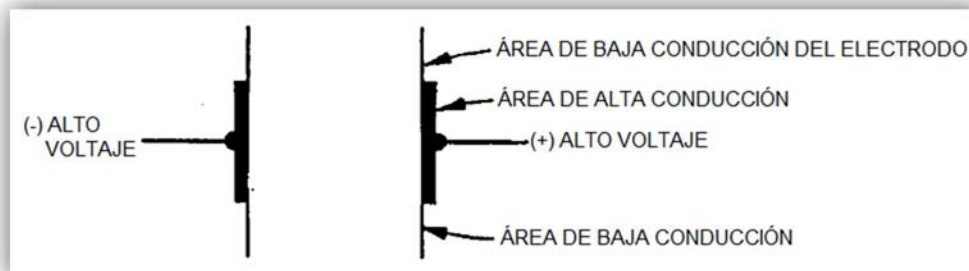 ÁREA DE BAJA CONDUCCIÓN DEL ELECTRODO
ÁREA DE ALTA CONDUCCIÓN
(-) ALTO
VOLTAJE
(+) ALTO VOLTAJE
ÁREA DE BAJA CONDUCCIÓN